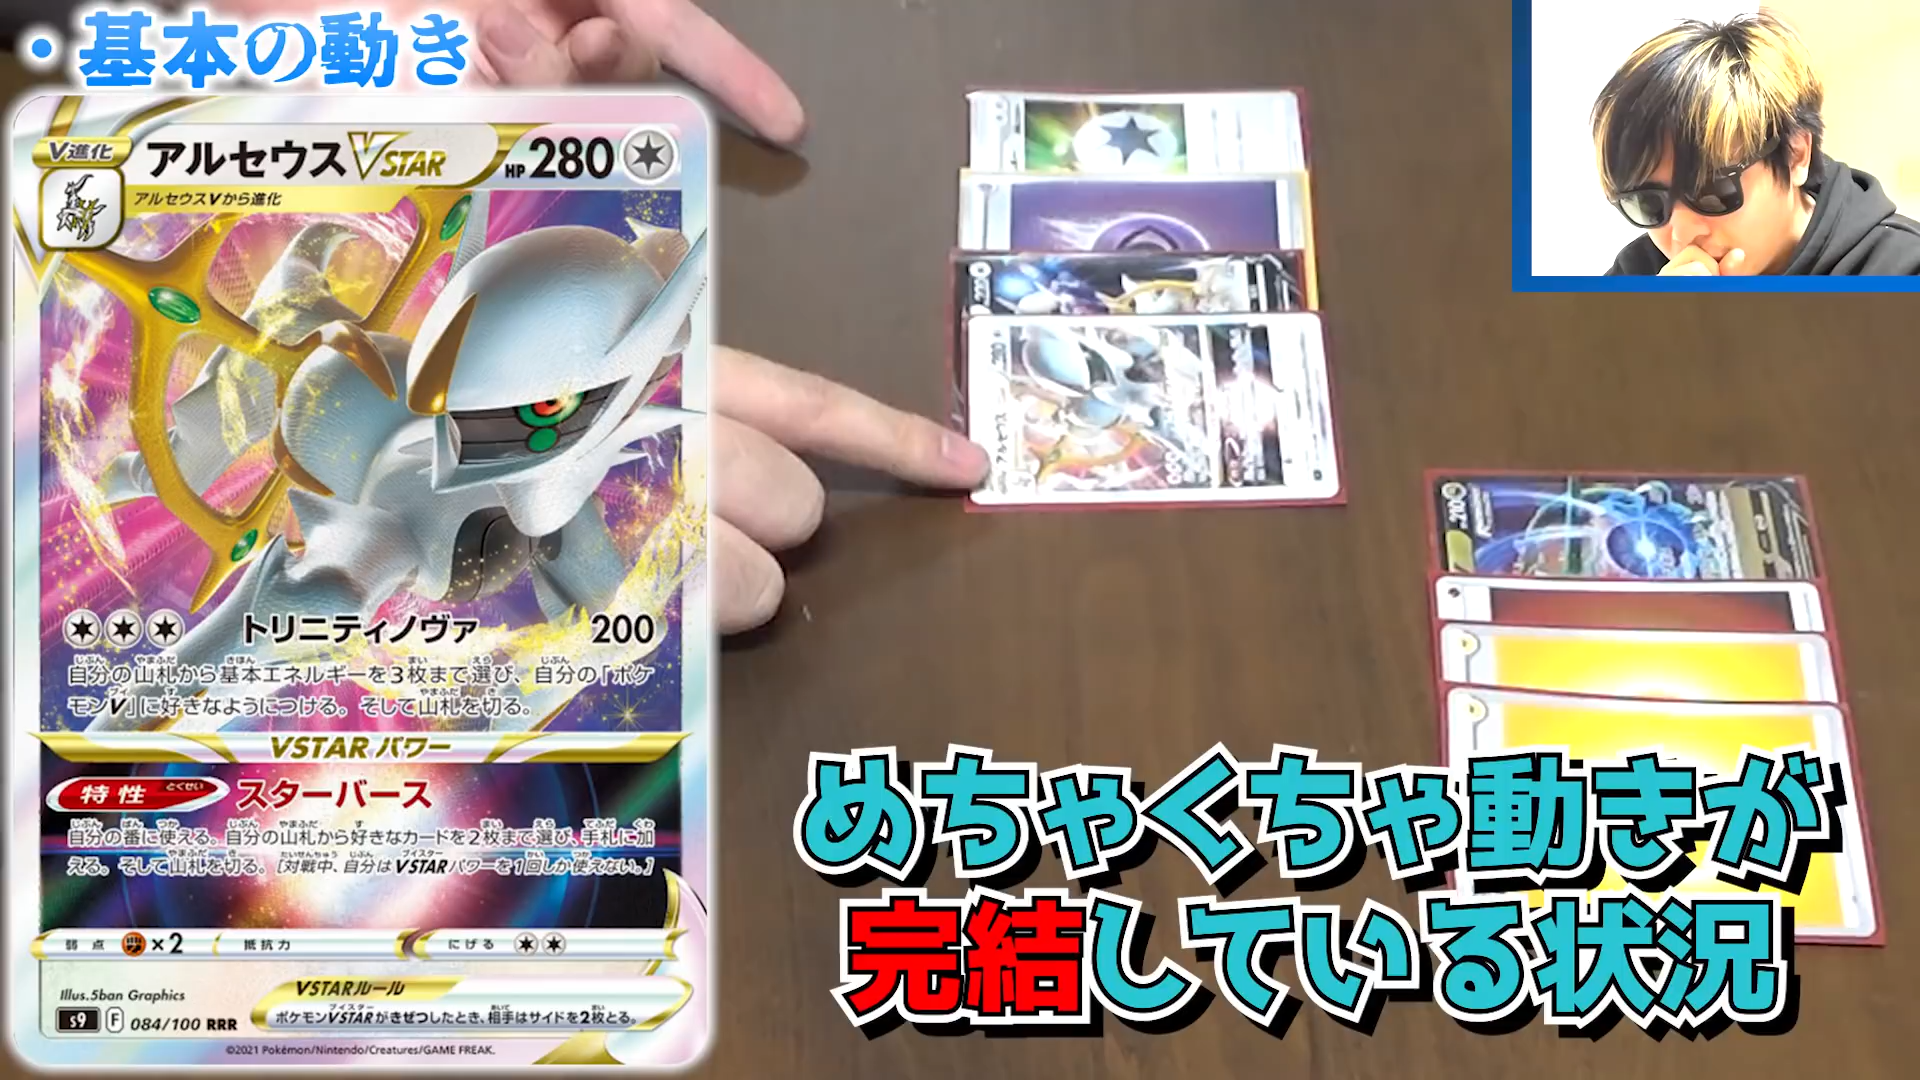 ・基本の動き
V進化
アルセウスVSTAR
HP 280
アルセウスVから進化
トリニティノヴァ 200
自分の山札から基本エネルギーを3枚まで選び、自分の「ポケ
モンV」に好きなようにつける。そして山札を切る。
VSTARパワー
特性 スターバース
自分の番に使える。自分の山札から好きなカードを2枚まで選び、手札に加
える。そして山札を切る。[対戦中、自分はVSTARパワーを1回しか使えない。]
弱点 ×2 抵抗力 にげる
Illus.5ban Graphics
VSTARルール
ポケモンVSTARがきぜつしたとき、相手はサイドを2枚とる。
s9 F 084/100 RRR
©2021 Pokémon/Nintendo/Creatures/GAME FREAK.
めちゃくちゃ動きが
完結している状況